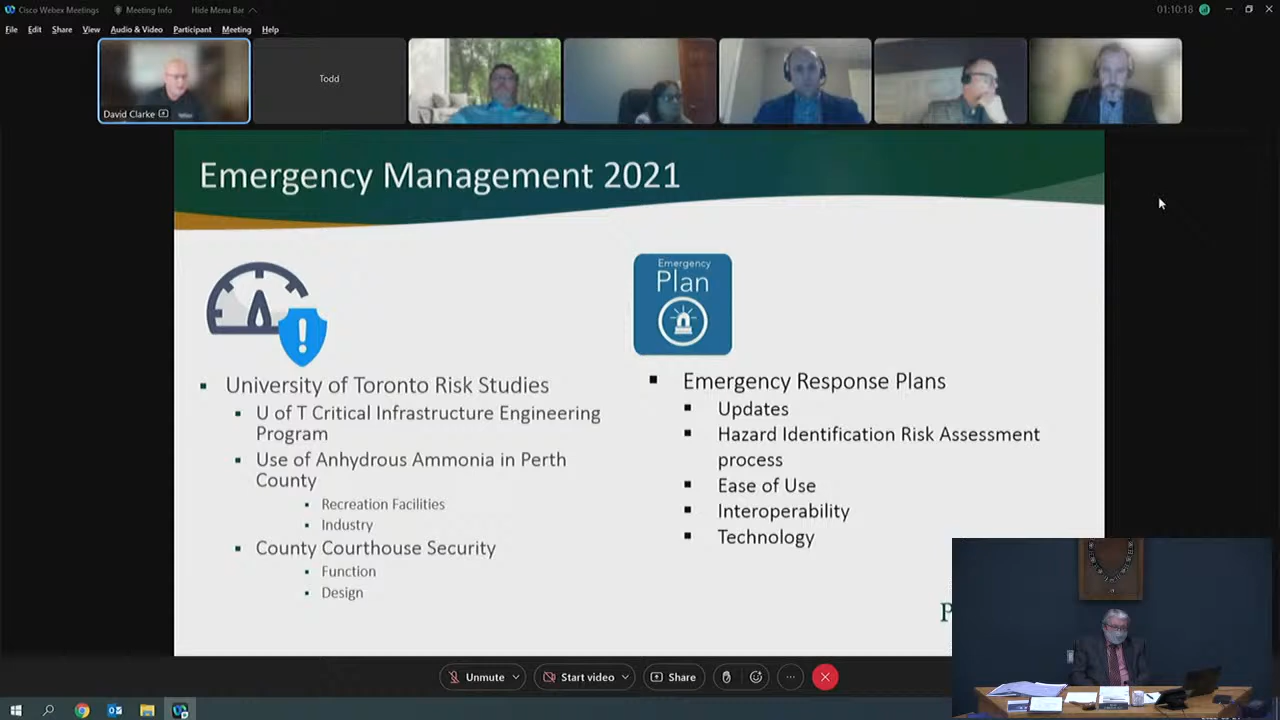 Cisco Webex Meetings
Meeting Info
Hide Menu Bar
01:10:18
File
Edit
Share
View
Audio & Video
Participant
Meeting
Help
David Clarke
Todd
Emergency Management 2021
University of Toronto Risk Studies
U of T Critical Infrastructure Engineering
Program
Use of Anhydrous Ammonia in Perth
County
Recreation Facilities
Industry
County Courthouse Security
Function
Design
Emergency
Plan
Emergency Response Plans
Updates
Hazard Identification Risk Assessment
process
Ease of Use
Interoperability
Technology
P
Unmute
Start video
Share